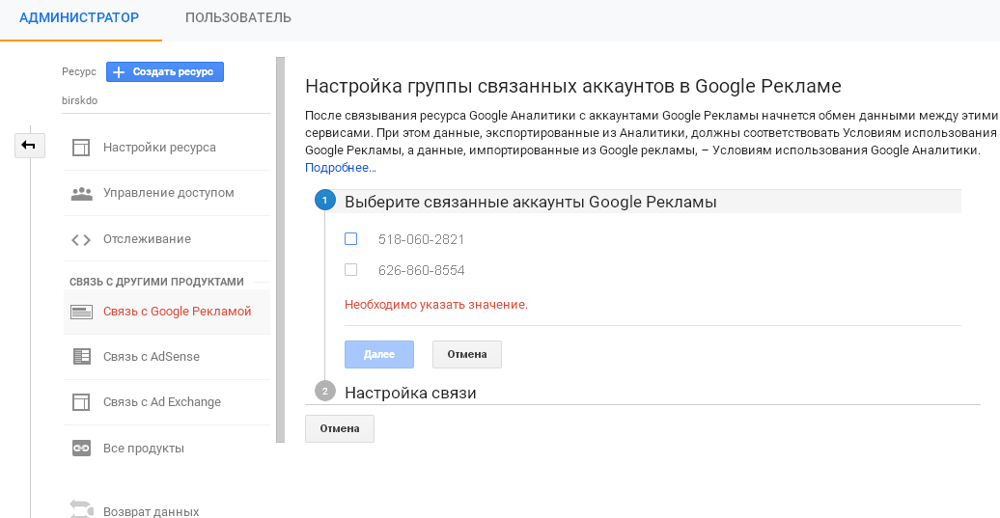 АДМИНИСТРАТОР
ПОЛЬЗОВАТЕЛЬ
Ресурс
Создать ресурс
birskdo
Настройки ресурса
Управление доступом
Отслеживание
СВЯЗЬ С ДРУГИМИ ПРОДУКТАМИ
Связь с Google Рекламой
Связь с AdSense
Связь с Ad Exchange
Все продукты
Возврат данных
Настройка группы связанных аккаунтов в Google Рекламе
После связывания ресурса Google Аналитики с аккаунтами Google Рекламы начнется обмен данными между этими
сервисами. При этом данные, экспортированные из Аналитики, должны соответствовать Условиям использования
Google Рекламы, а данные, импортированные из Google рекламы, – Условиям использования Google Аналитики.
Подробнее…
1
Выберите связанные аккаунты Google Рекламы
518-060-2821
626-860-8554
Необходимо указать значение.
Далее
Отмена
2
Настройка связи
Отмена